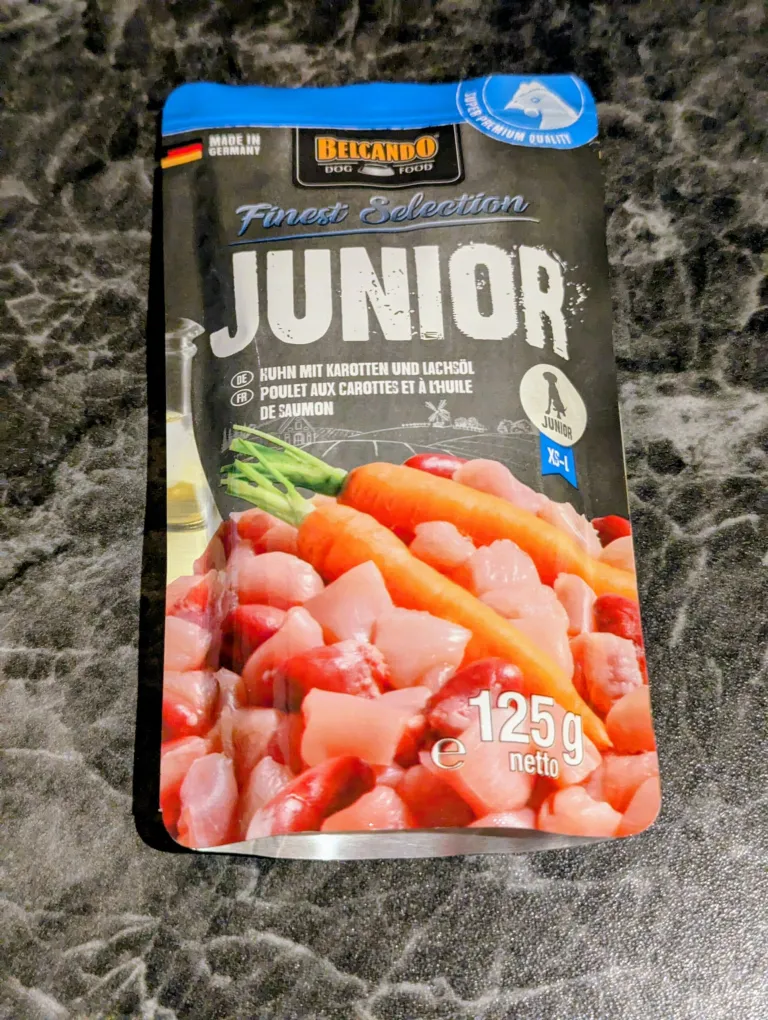 MADE IN
GERMANY
BELCANDO
DOG FOOD
SUPER PREMIUM QUALITY
Finest Selection
JUNIOR
DE HUHN MIT KAROTTEN UND LACHSÖL
FR POULET AUX CAROTTES ET À L'HUILE
DE SAUMON
JUNIOR
XS-L
125 g
e netto